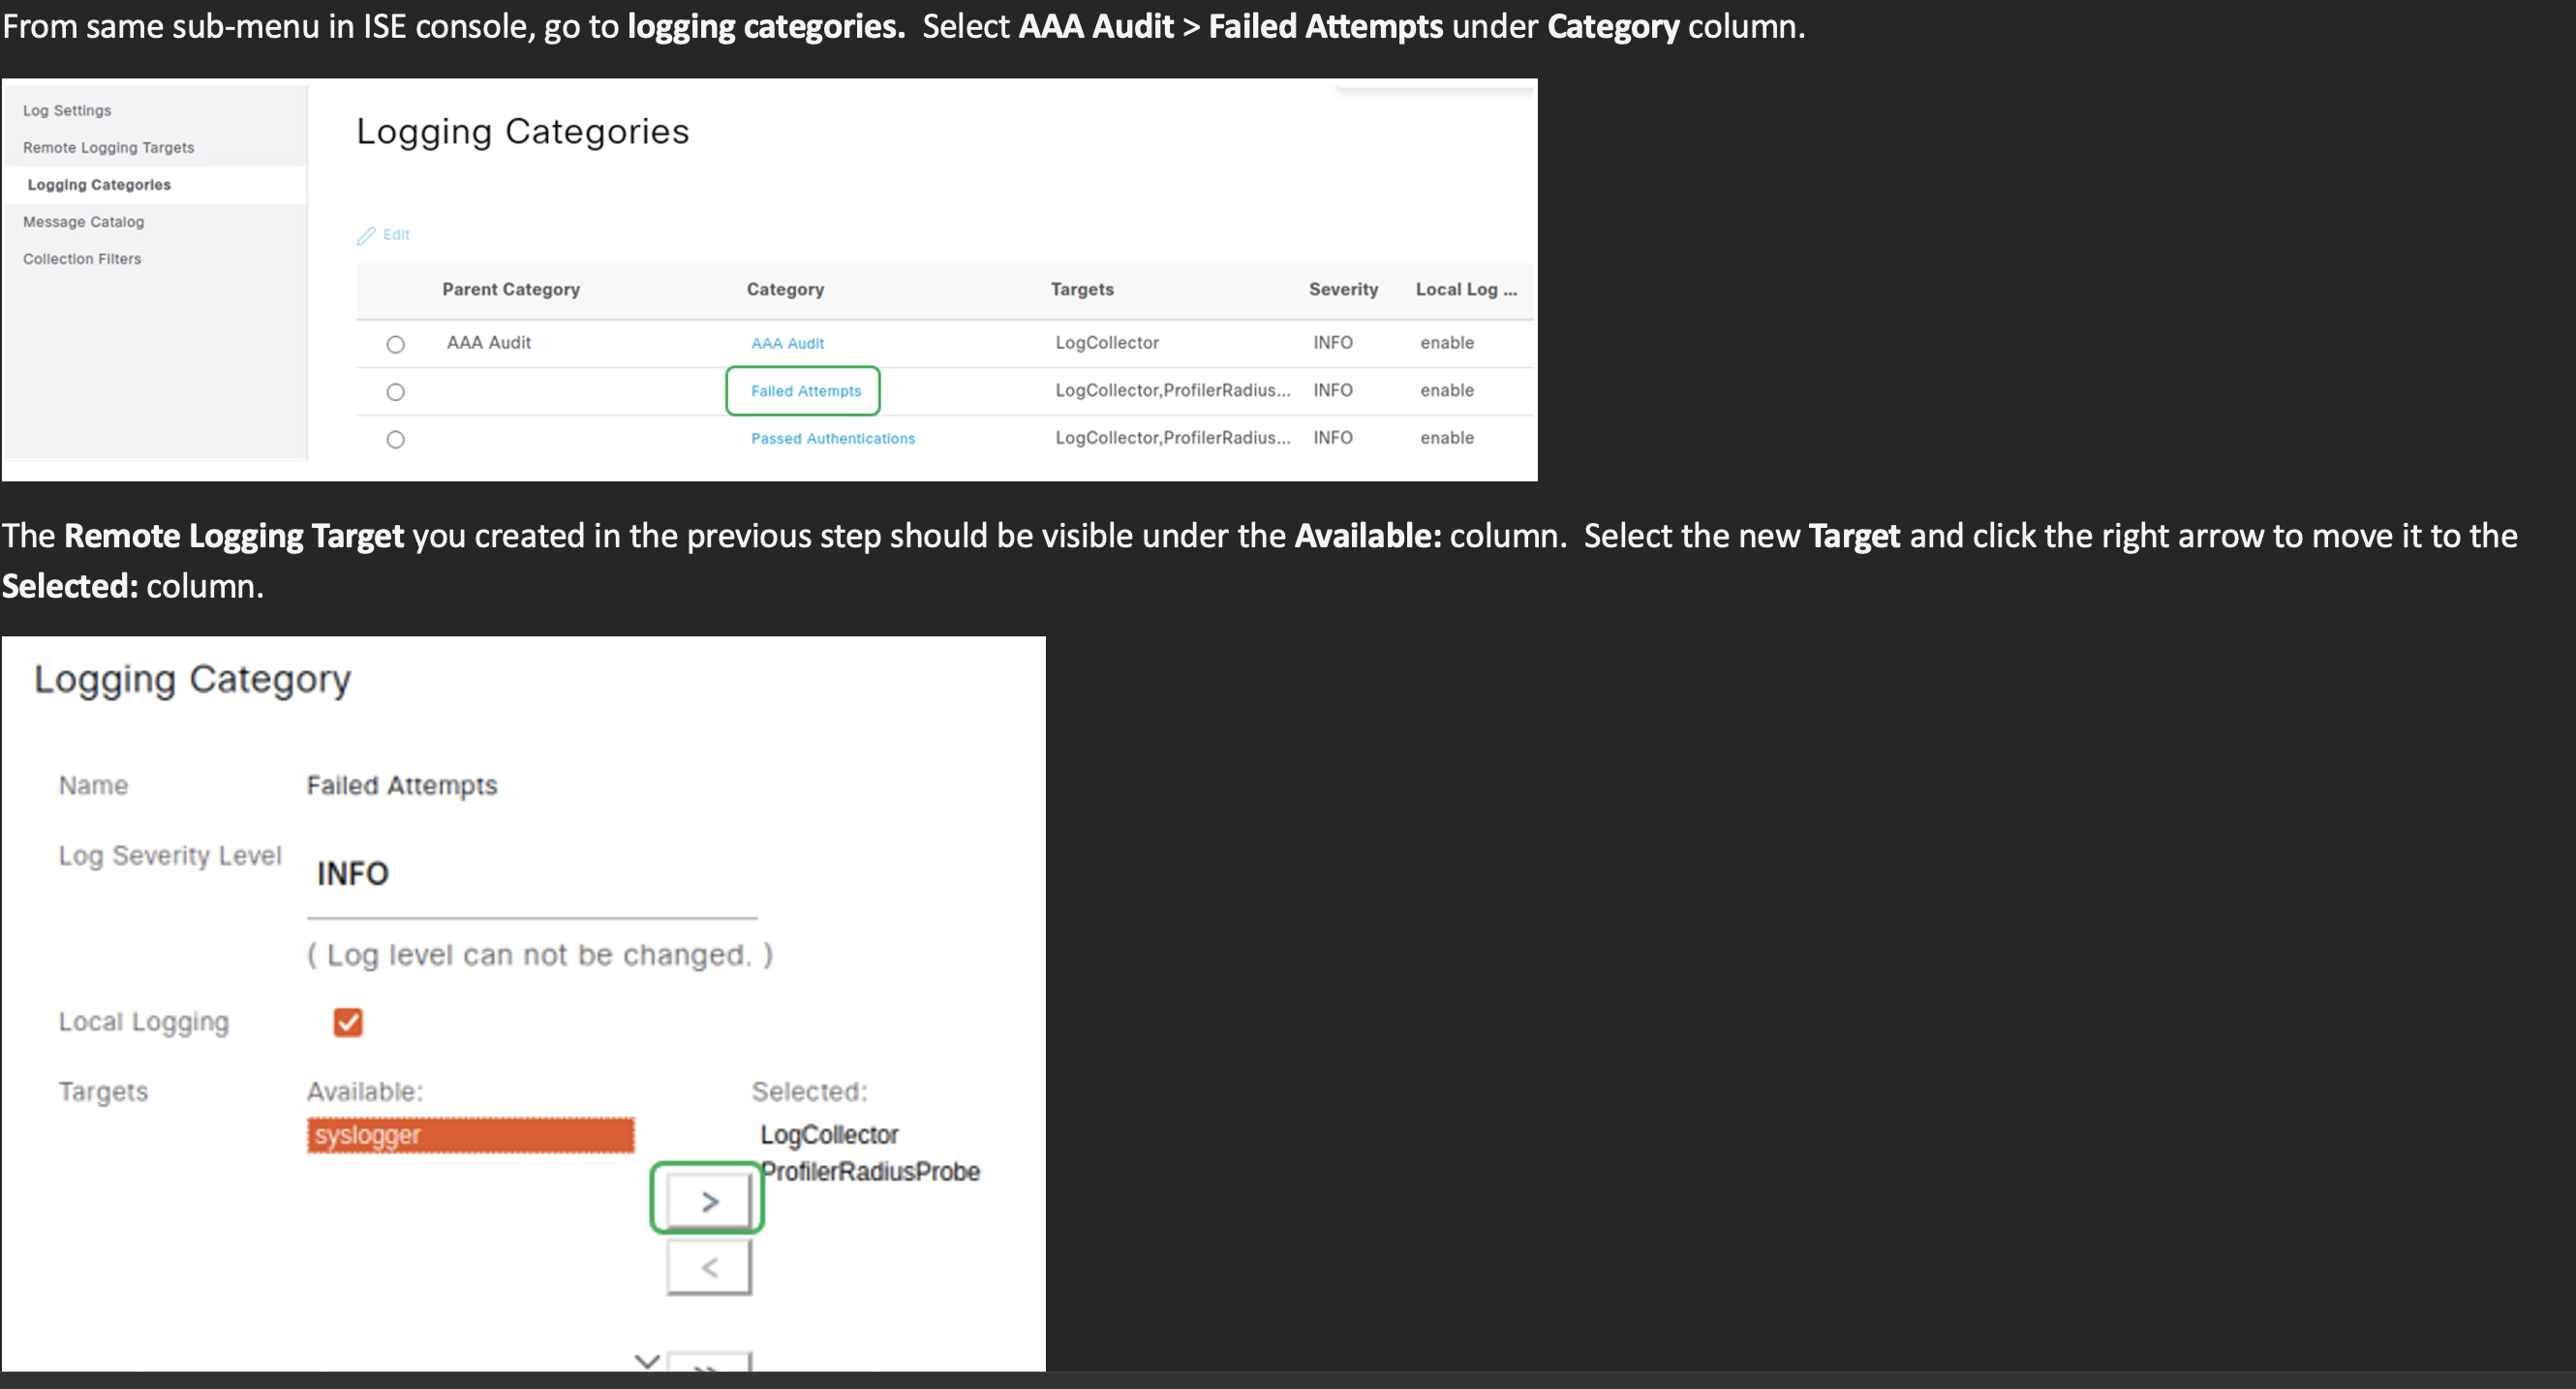 From same sub-menu in ISE console, go to logging categories.  Select AAA Audit > Failed Attempts under Category column.
Log Settings
Remote Logging Targets
Logging Categories
Message Catalog
Collection Filters
Logging Categories
Edit
Parent Category Category Targets Severity Local Log ...
AAA Audit AAA Audit LogCollector INFO enable
Failed Attempts LogCollector,ProfilerRadius... INFO enable
Passed Authentications LogCollector,ProfilerRadius... INFO enable
The Remote Logging Target you created in the previous step should be visible under the Available: column.  Select the new Target and click the right arrow to move it to the
Selected: column.
Logging Category
Name Failed Attempts
Log Severity Level INFO
( Log level can not be changed. )
Local Logging
Targets Available: Selected:
syslogger LogCollector
ProfilerRadiusProbe
>
<